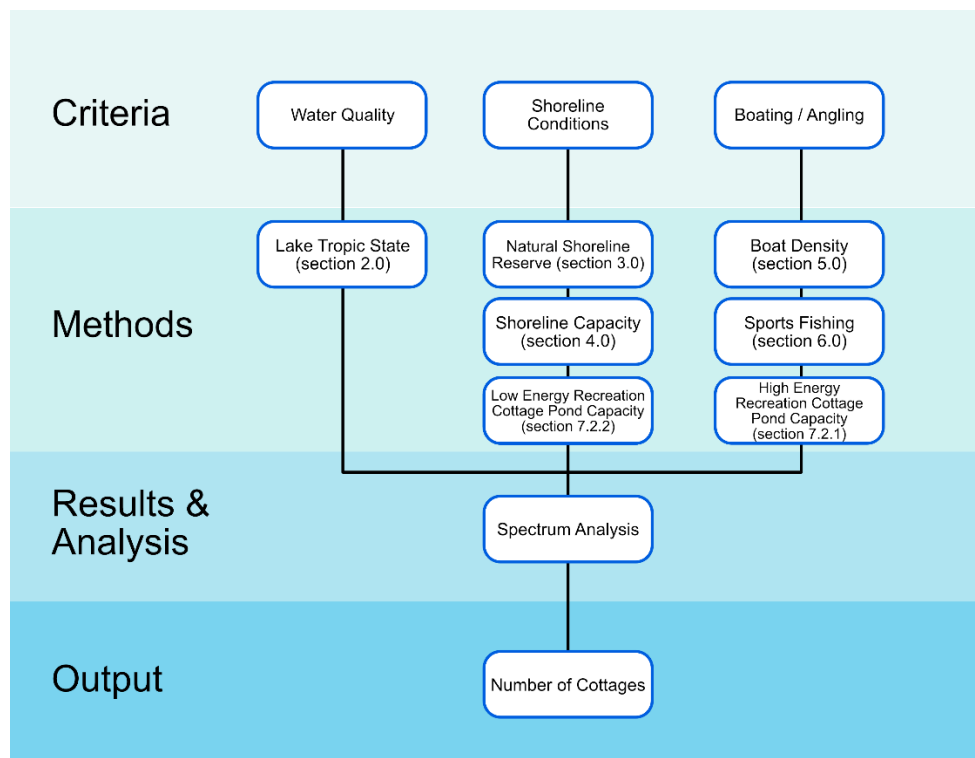 Criteria
Water Quality
Shoreline
Conditions
Boating / Angling
Methods
Lake Tropic State
(section 2.0)
Natural Shoreline
Reserve (section 3.0)
Boat Density
(section 5.0)
Shoreline Capacity
(section 4.0)
Sports Fishing
(section 6.0)
Low Energy Recreation
Cottage Pond Capacity
(section 7.2.2)
High Energy
Recreation Cottage
Pond Capacity
(section 7.2.1)
Results &
Analysis
Spectrum Analysis
Output
Number of Cottages